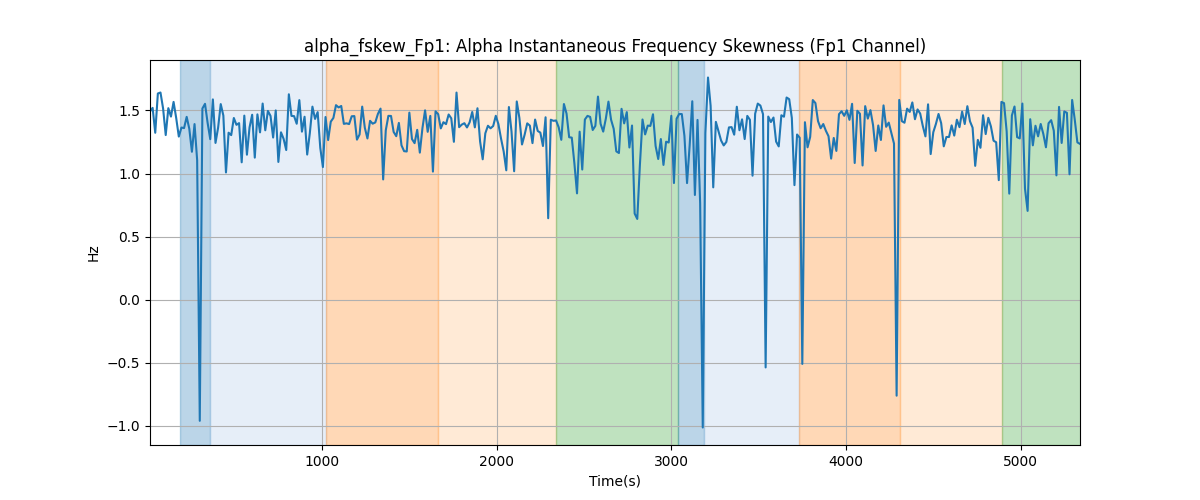 alpha_fskew_Fp1: Alpha Instantaneous Frequency Skewness (Fp1 Channel)
Hz
1.5
1.0
0.5
0.0
−0.5
−1.0
1000 2000 3000 4000 5000
Time(s)